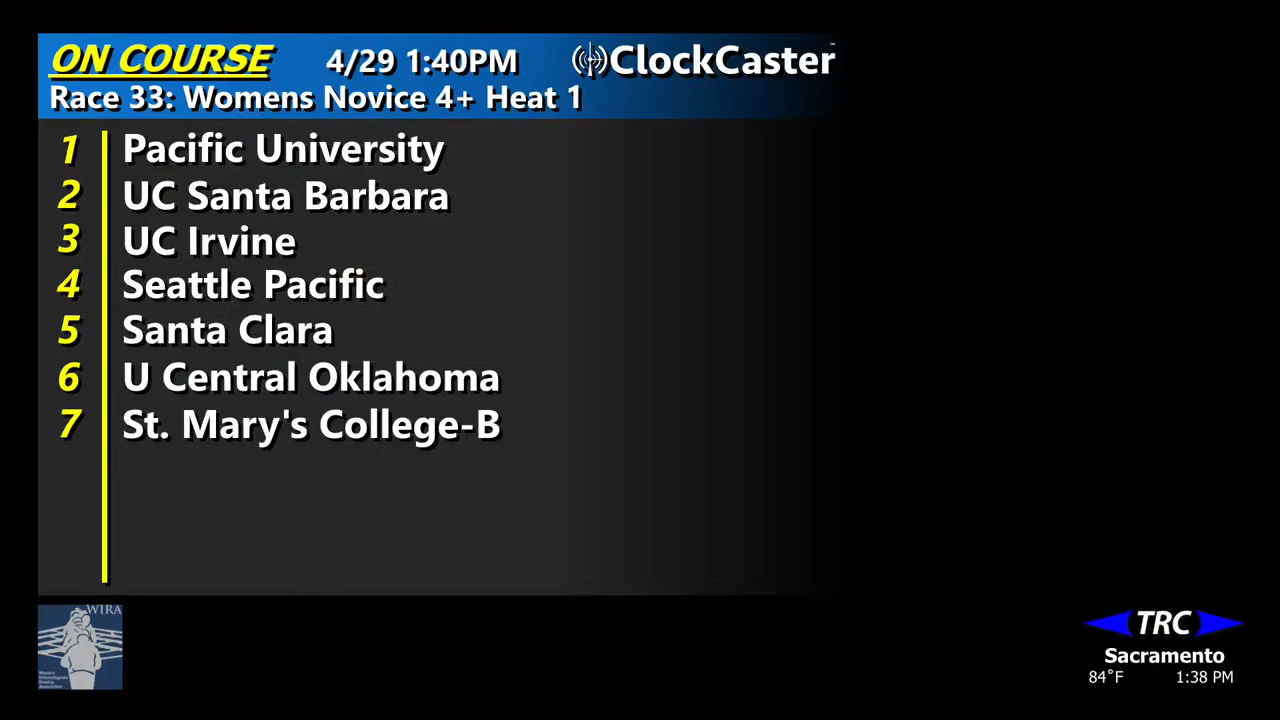 ON COURSE 4/29 1:40PM ClockCaster™
Race 33: Womens Novice 4+ Heat 1
1 Pacific University
2 UC Santa Barbara
3 UC Irvine
4 Seattle Pacific
5 Santa Clara
6 U Central Oklahoma
7 St. Mary's College-B
WIRA
TRC
Sacramento
84°F 1:38 PM